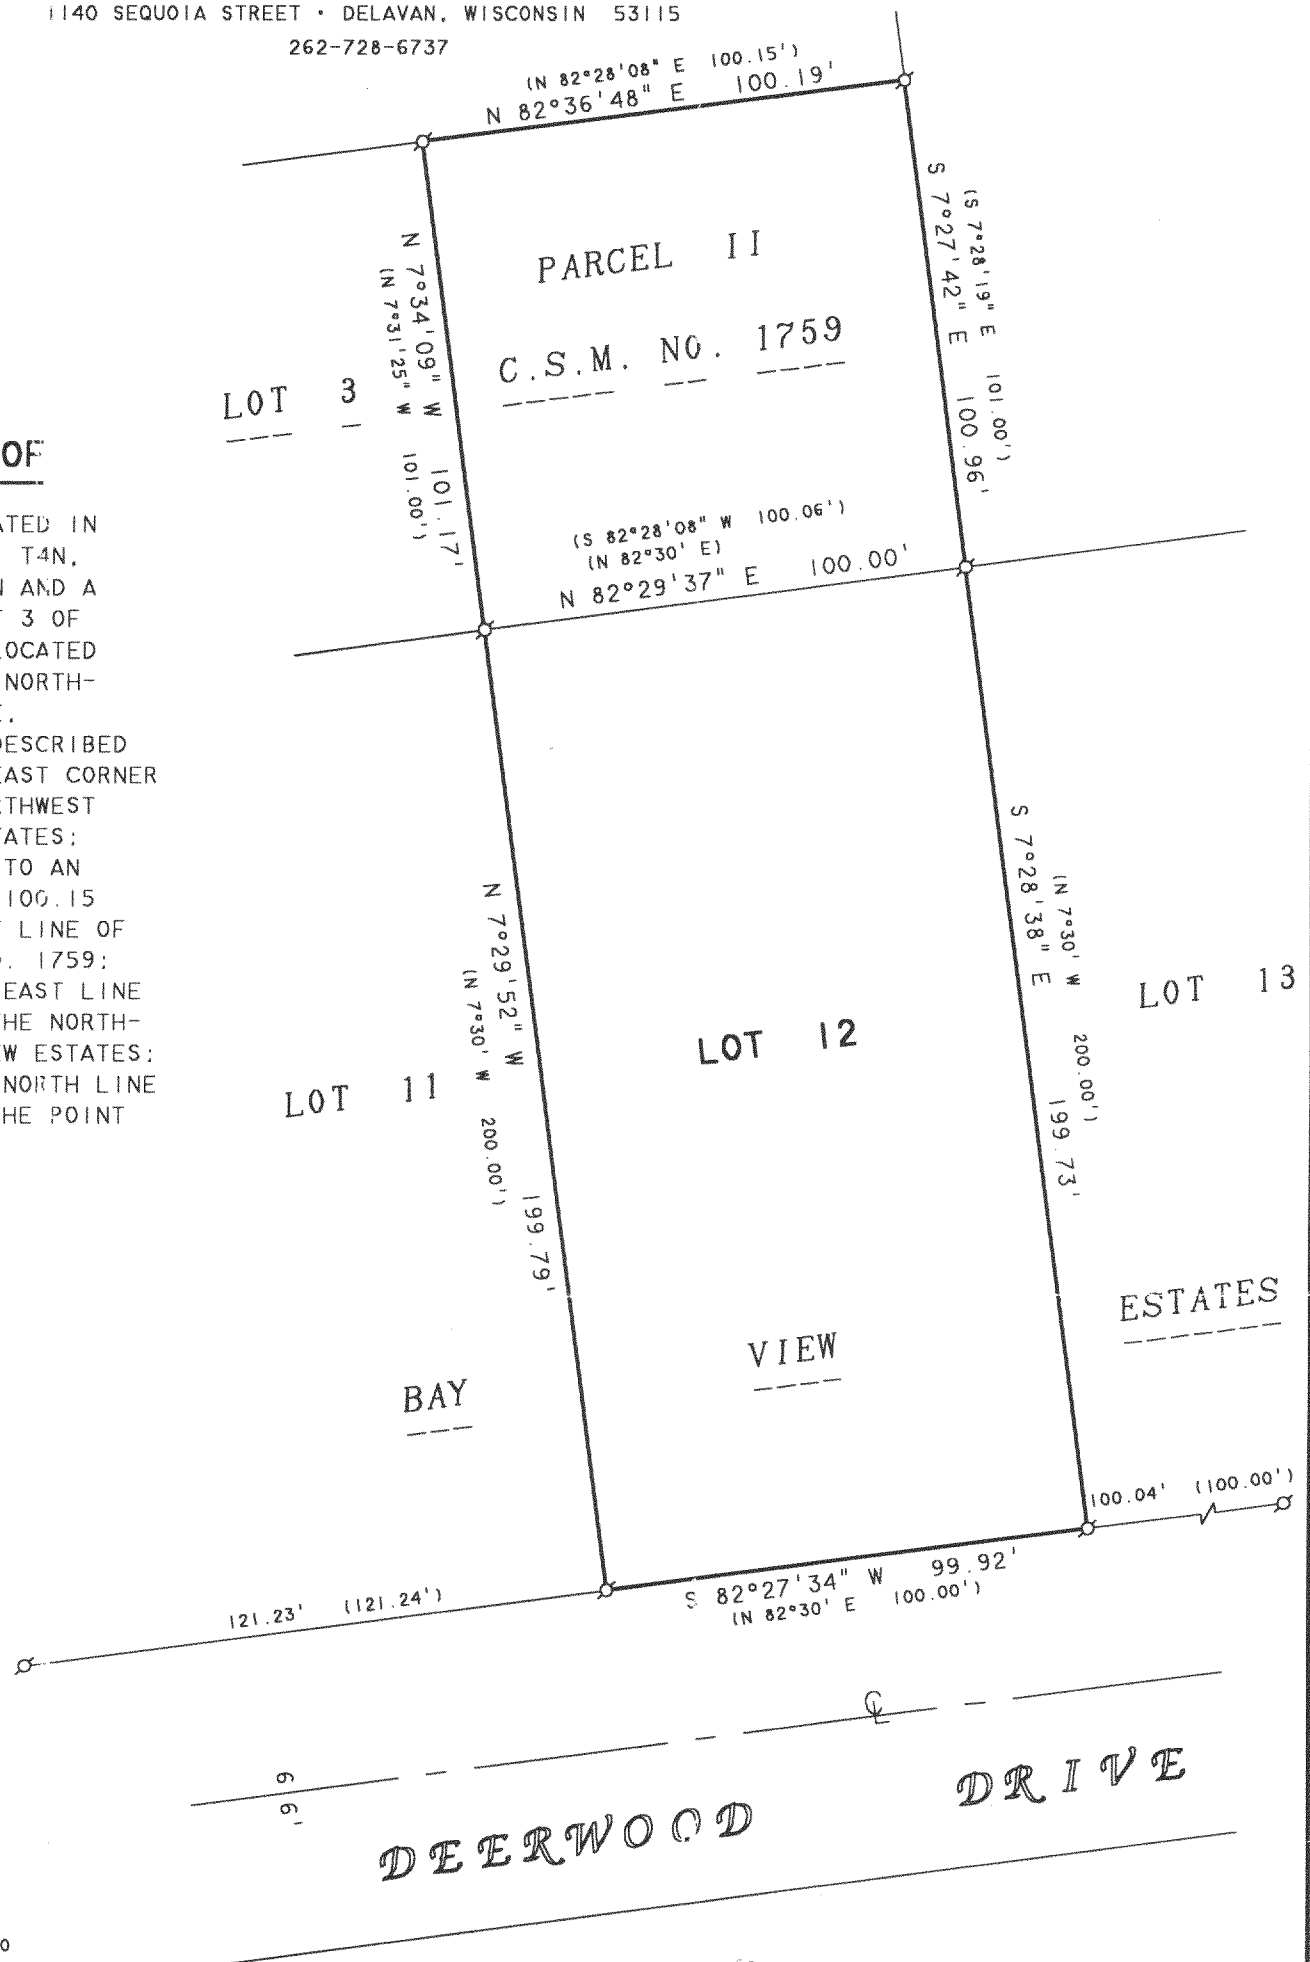 1140 SEQUOIA STREET • DELAVAN, WISCONSIN 53115
262-728-6737
(N 82°28'08" E 100.15')
N 82°36'48" E 100.19'
(S 7°28'19" E 101.00')
S 7°27'42" E 100.96'
N 7°34'09" W 101.17'
(N 7°31'25" W 101.00')
PARCEL II
C.S.M. NO. 1759
LOT 3
(S 82°28'08" W 100.06')
(N 82°30' E)
N 82°29'37" E 100.00'
OF
ATED IN
T4N,
N AND A
T 3 OF
LOCATED
NORTH-
E,
DESCRIBED
EAST CORNER
RTHWEST
TATES;
TO AN
100.15
T LINE OF
O. 1759;
EAST LINE
THE NORTH-
EW ESTATES;
NORTH LINE
THE POINT
N 7°29'52" W 199.79'
(N 7°30' W 200.00')
(N 7°30' W 200.00')
S 7°28'38" E 199.73'
LOT 13
LOT 12
LOT 11
ESTATES
VIEW
BAY
100.04' (100.00')
S 82°27'34" W 99.92'
(N 82°30' E 100.00')
121.23' (121.24')
CL
66'
DEERWOOD DRIVE